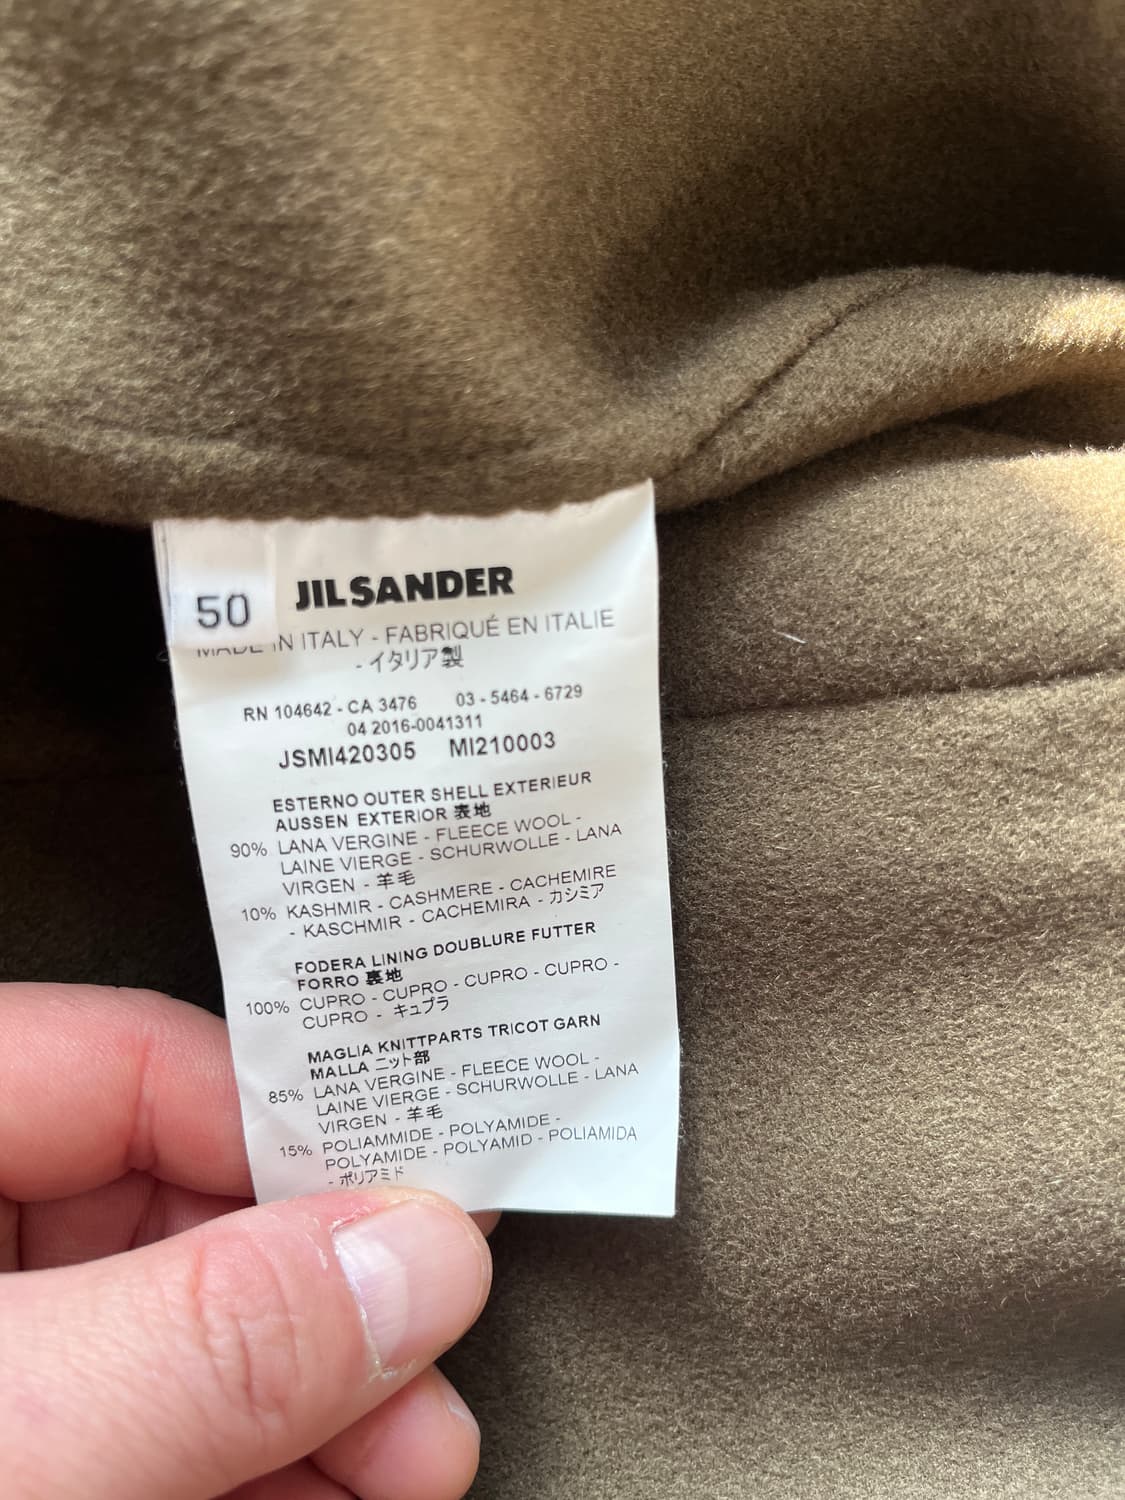 50
JIL SANDER
MADE IN ITALY - FABRIQUÉ EN ITALIE
- イタリア製
RN 104642 - CA 3476 03 - 5464 - 6729
04 2016-0041311
JSMI420305 MI210003
ESTERNO OUTER SHELL EXTERIEUR
AUSSEN EXTERIOR 表地
90% LANA VERGINE - FLEECE WOOL -
LAINE VIERGE - SCHURWOLLE - LANA
VIRGEN - 羊毛
10% KASHMIR - CASHMERE - CACHEMIRE
- KASCHMIR - CACHEMIRA - カシミア
FODERA LINING DOUBLURE FUTTER
FORRO 裏地
100% CUPRO - CUPRO - CUPRO - CUPRO -
CUPRO - キュプラ
MAGLIA KNITTPARTS TRICOT GARN
MALLA ニット部
85% LANA VERGINE - FLEECE WOOL -
LAINE VIERGE - SCHURWOLLE - LANA
VIRGEN - 羊毛
15% POLIAMMIDE - POLYAMIDE -
POLYAMIDE - POLYAMID - POLIAMIDA
- ポリアミド